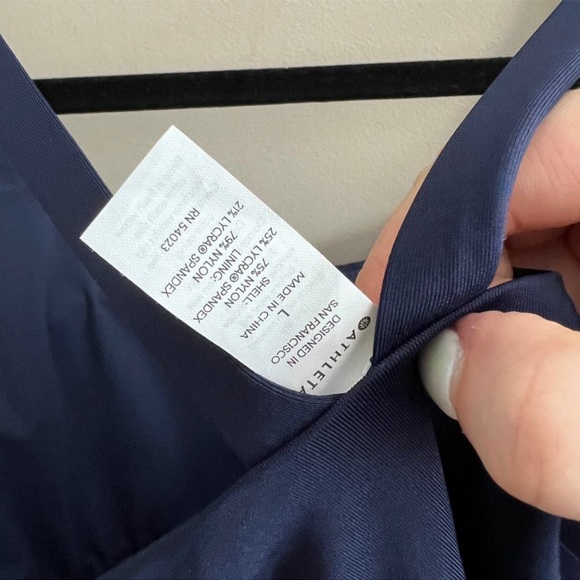 ATHLETA
DESIGNED IN
SAN FRANCISCO
L
MADE IN CHINA
SHELL:
75% NYLON
25% LYCRA® SPANDEX
LINING:
79% NYLON
21% LYCRA® SPANDEX
RN 54023